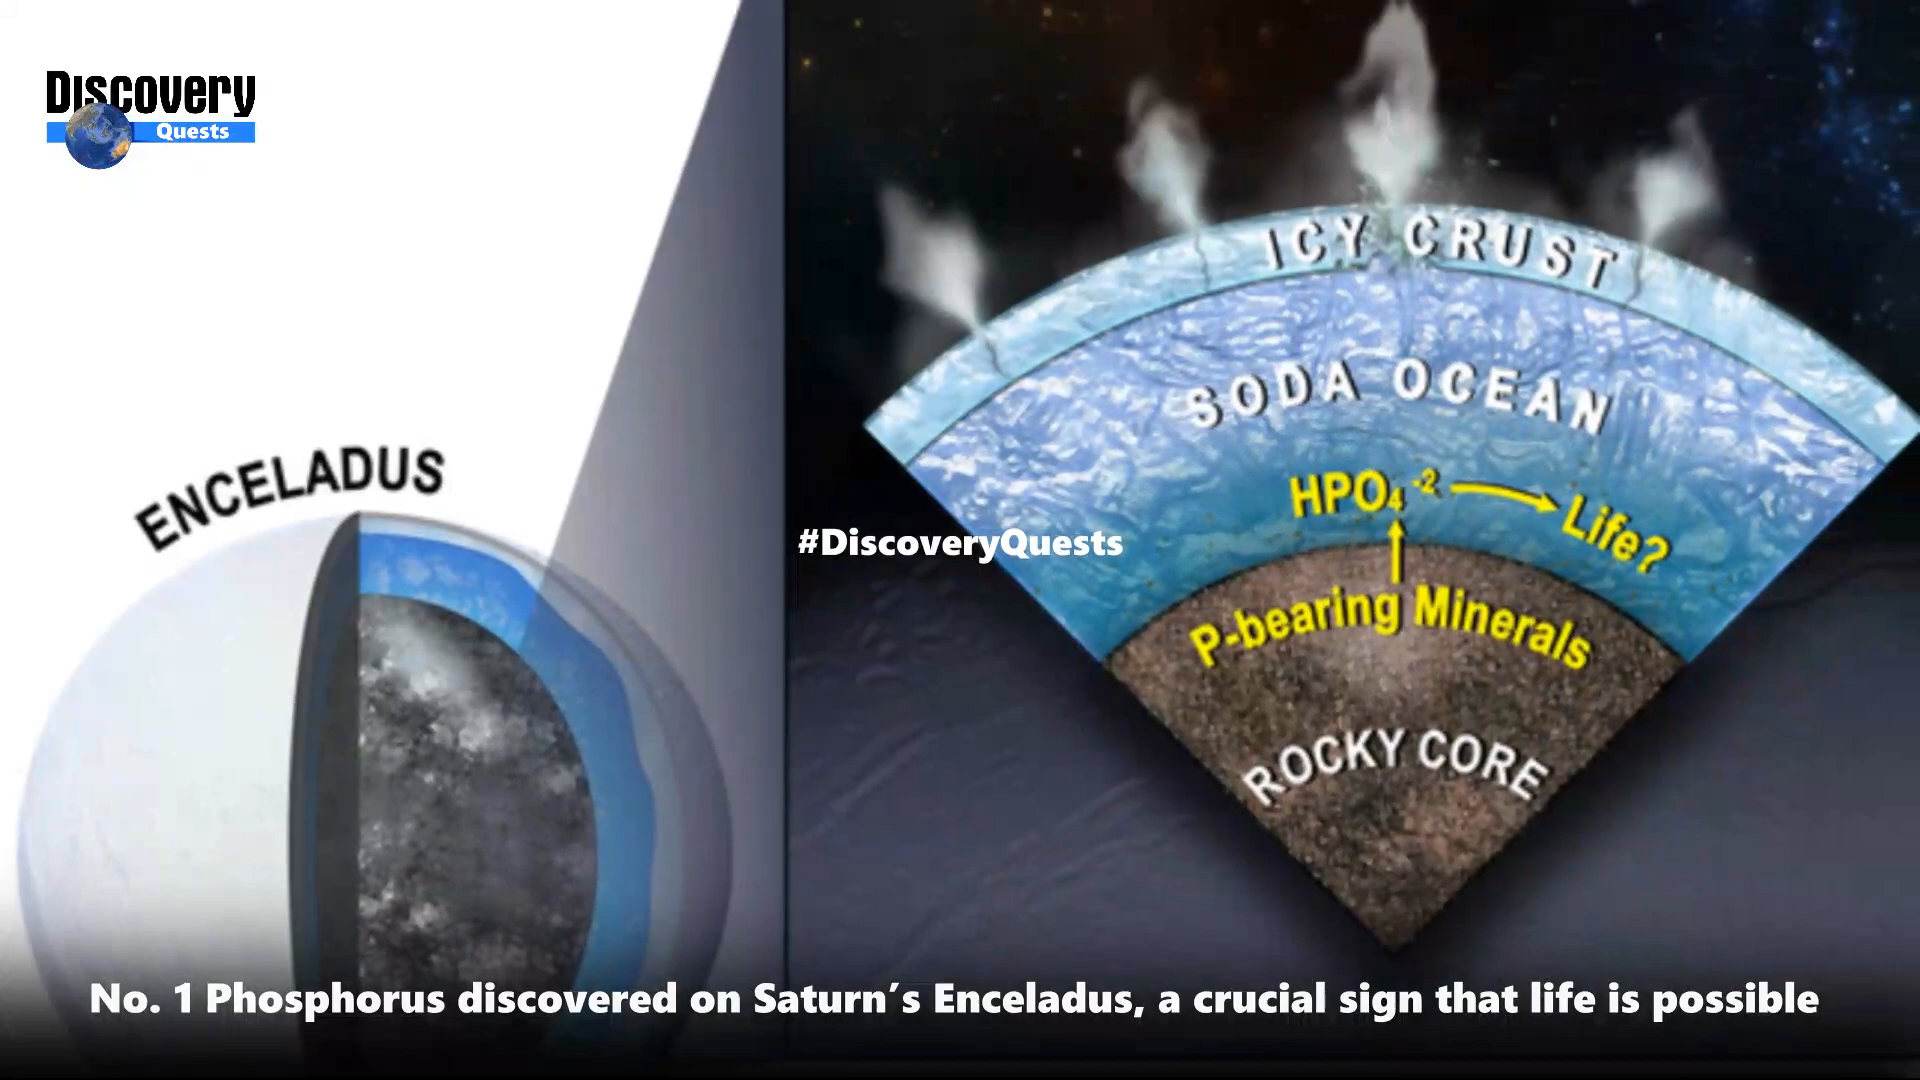 Discovery
Quests
ENCELADUS
ICY CRUST
SODA OCEAN
HPO₄⁻² Life?
#DiscoveryQuests
P-bearing Minerals
ROCKY CORE
No. 1 Phosphorus discovered on Saturn’s Enceladus, a crucial sign that life is possible